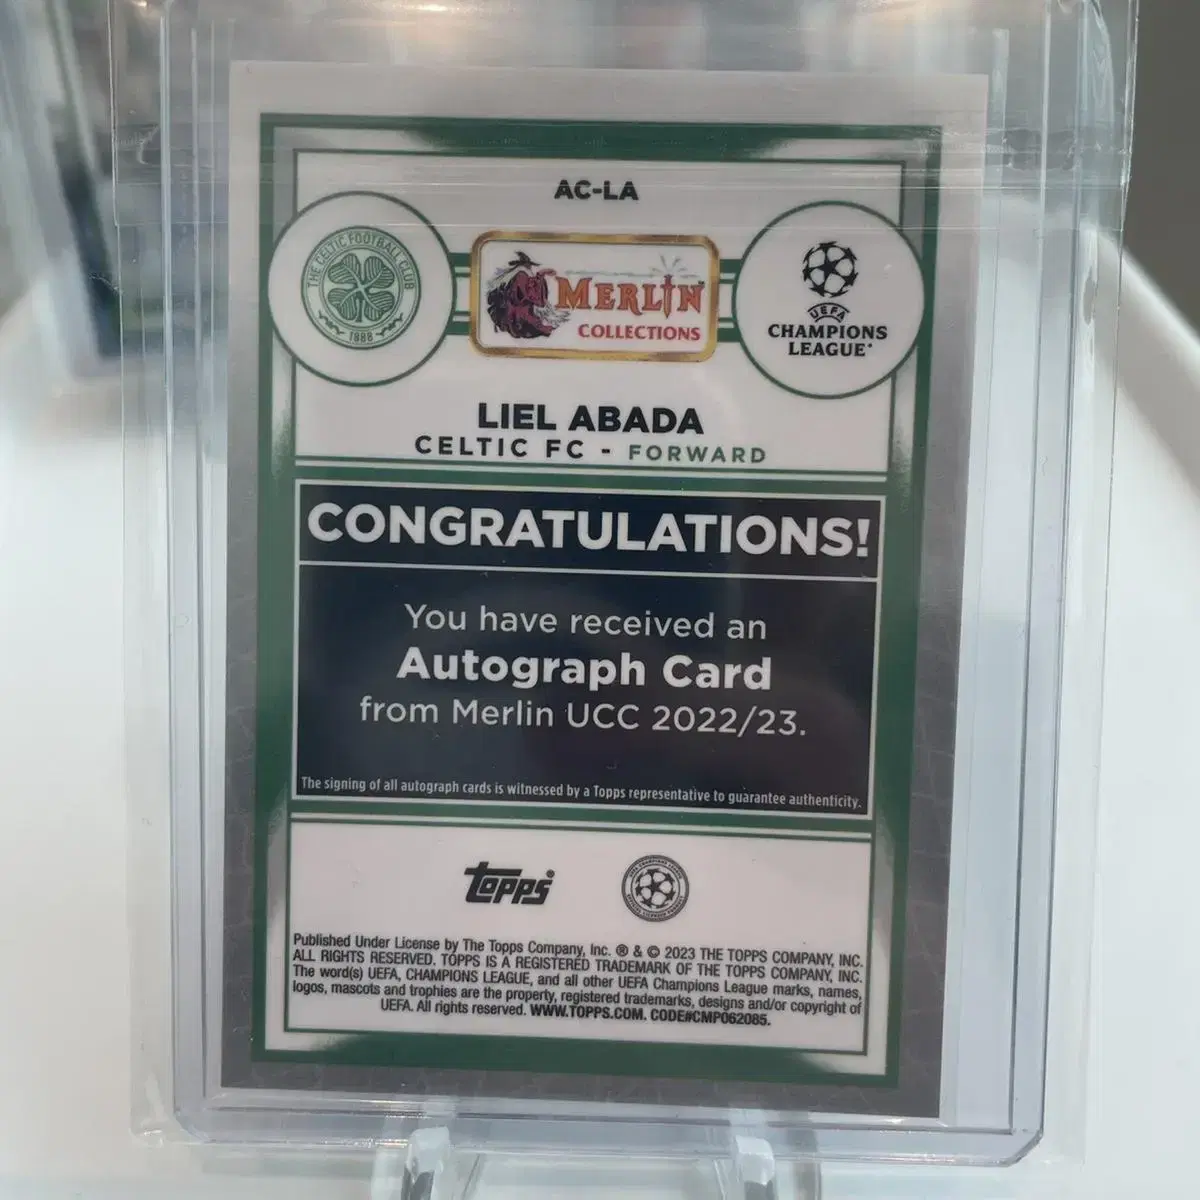 AC-LA
THE CELTIC FOOTBALL CLUB
1888
MERLIN
COLLECTIONS
UEFA
CHAMPIONS
LEAGUE
LIEL ABADA
CELTIC FC - FORWARD
CONGRATULATIONS!
You have received an
Autograph Card
from Merlin UCC 2022/23.
The signing of all autograph cards is witnessed by a Topps representative to guarantee authenticity.
topps
Published Under License by The Topps Company, Inc. ® & © 2023 THE TOPPS COMPANY, INC.
ALL RIGHTS RESERVED. TOPPS IS A REGISTERED TRADEMARK OF THE TOPPS COMPANY, INC.
The word(s) UEFA, CHAMPIONS LEAGUE, and all other UEFA Champions League marks, names,
logos, mascots and trophies are the property, registered trademarks, designs and/or copyright of
UEFA. All rights reserved. WWW.TOPPS.COM. CODE#CMP062085.